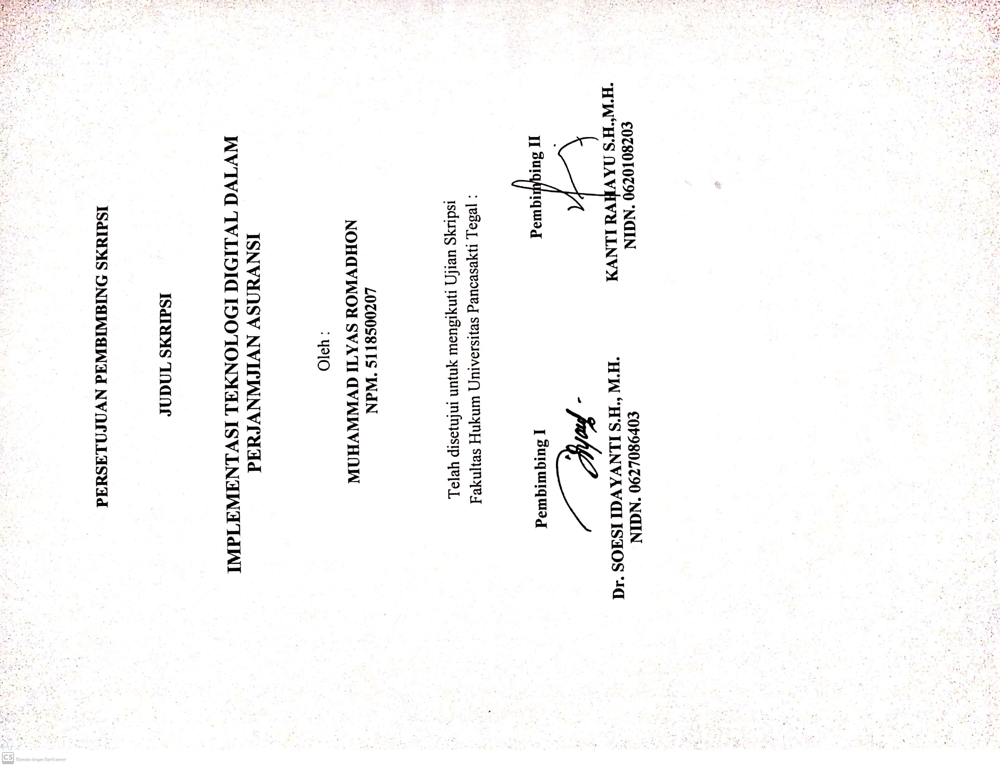 PERSETUJUAN PEMBIMBING SKRIPSI
JUDUL SKRIPSI
IMPLEMENTASI TEKNOLOGI DIGITAL DALAM
PERJANMJIAN ASURANSI
Oleh :
MUHAMMAD ILYAS ROMADHON
NPM. 5118500207
Telah disetujui untuk mengikuti Ujian Skripsi
Fakultas Hukum Universitas Pancasakti Tegal :
Pembimbing I
Pembimbing II
Dr. SOESI IDAYANTI S.H., M.H.
NIDN. 0627086403
KANTI RAHAYU S.H.,M.H.
NIDN. 0620108203
CS Dipindai dengan CamScanner